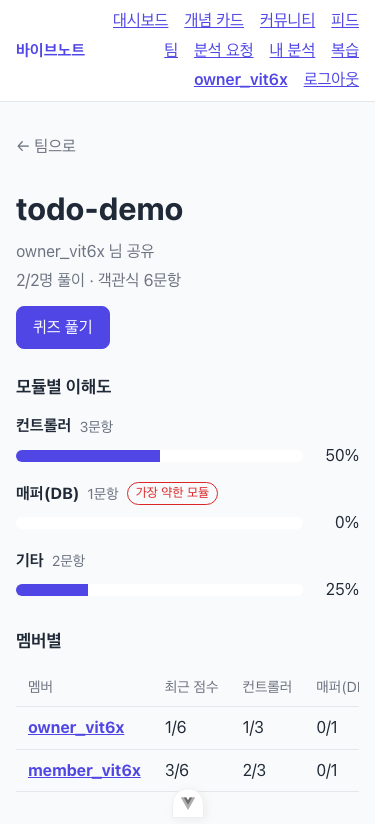 대시보드 개념 카드 커뮤니티 피드
바이브노트 팀 분석 요청 내 분석 복습
owner_vit6x 로그아웃
← 팀으로
todo-demo
owner_vit6x 님 공유
2/2명 풀이 · 객관식 6문항
퀴즈 풀기
모듈별 이해도
컨트롤러 3문항
50%
매퍼(DB) 1문항 가장 약한 모듈
0%
기타 2문항
25%
멤버별
멤버 최근 점수 컨트롤러 매퍼(DI
owner_vit6x 1/6 1/3 0/1
member_vit6x 3/6 2/3 0/1